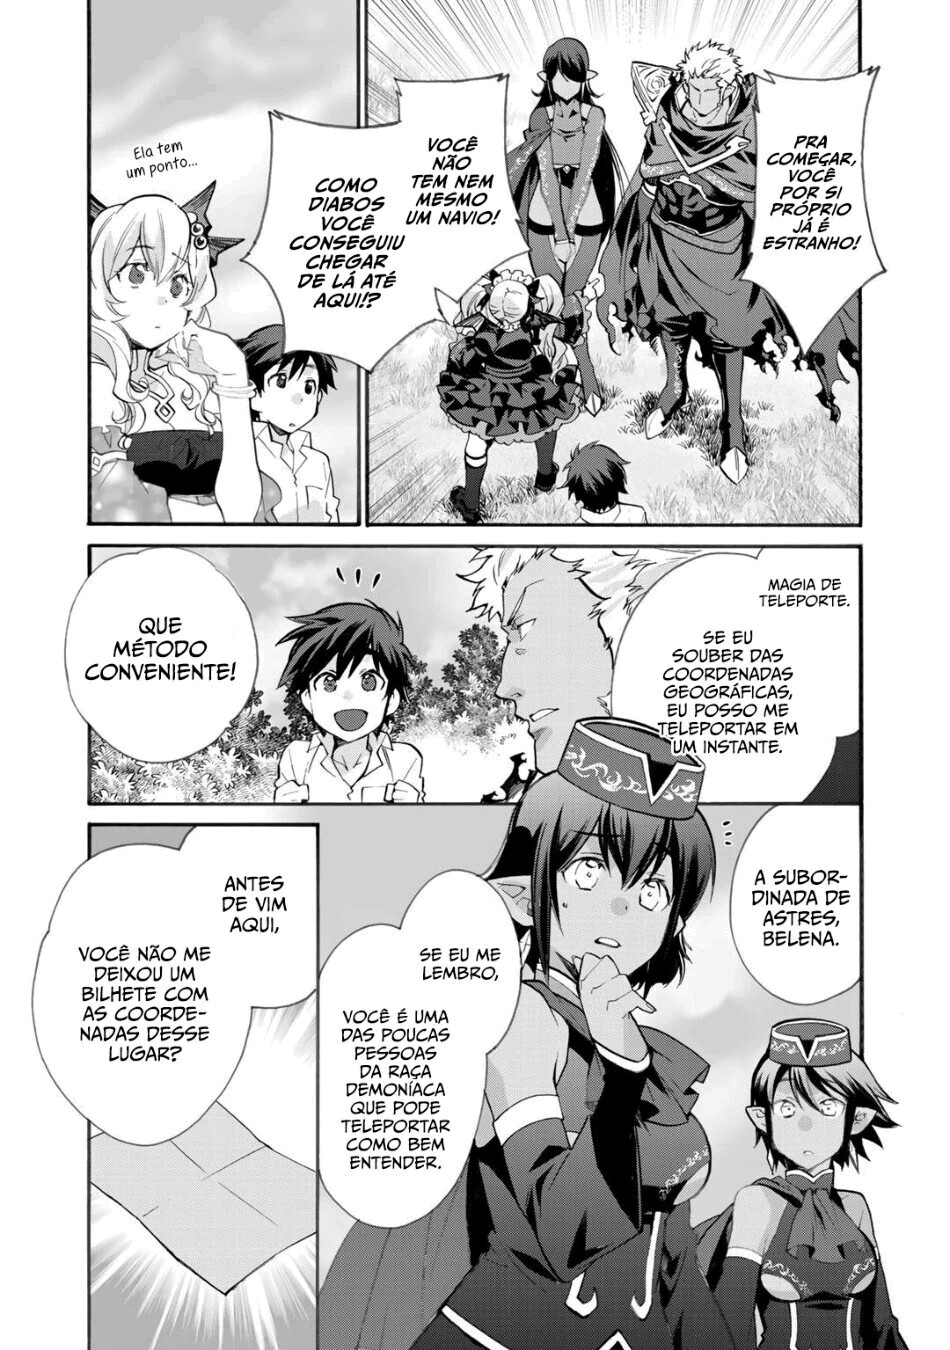 PRA
COMEÇAR,
VOCÊ
POR SI
PRÓPRIO
JÁ É
ESTRANHO!
VOCÊ
NÃO
TEM NEM
MESMO
UM NAVIO!
COMO
DIABOS
VOCÊ
CONSEGUIU
CHEGAR
DE LÁ ATÉ
AQUI!?
Ela tem
um ponto...
MAGIA DE
TELEPORTE.
SE EU
SOUBER DAS
COORDENADAS
GEOGRÁFICAS,
EU POSSO ME
TELEPORTAR EM
UM INSTANTE.
QUE
MÉTODO
CONVENIENTE!
A SUBOR-
DINADA DE
ASTRES,
BELENA.
SE EU ME
LEMBRO,
VOCÊ É UMA
DAS POUCAS
PESSOAS
DA RAÇA
DEMONÍACA
QUE PODE
TELEPORTAR
COMO BEM
ENTENDER.
ANTES
DE VIM
AQUI,
VOCÊ NÃO ME
DEIXOU UM
BILHETE COM
AS COORDE-
NADAS DESSE
LUGAR?